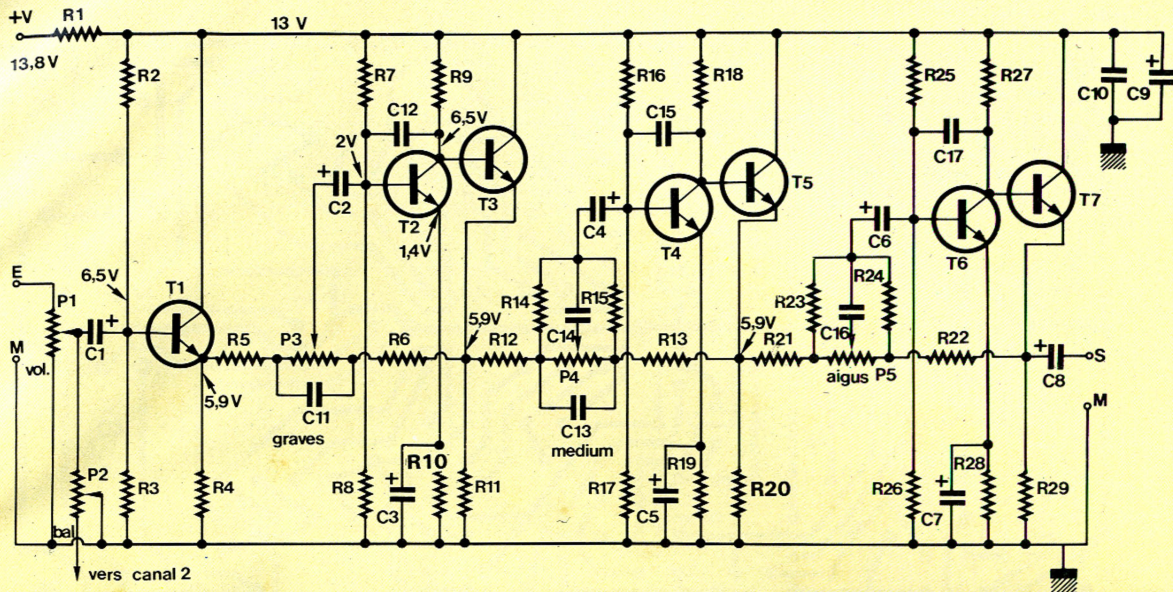 +V
R1
13 V
13,8V
R2
R7
R9
R16
R18
R25
R27
C10
C9
C12
6,5V
C15
C17
2V
C2
T2
T3
1,4V
C4
T4
T5
C6
T6
T7
E
P1
6,5V
T1
C1
M
vol.
R5
P3
R6
5,9V
R12
R14
C14
R15
P4
R13
5,9V
R21
R23
C16
R24
aigus P5
R22
C8
S
M
5,9V
C11
graves
C13
medium
P2
bal
R3
R4
R8
C3
R10
R11
R17
C5
R19
R20
R26
C7
R28
R29
vers canal 2